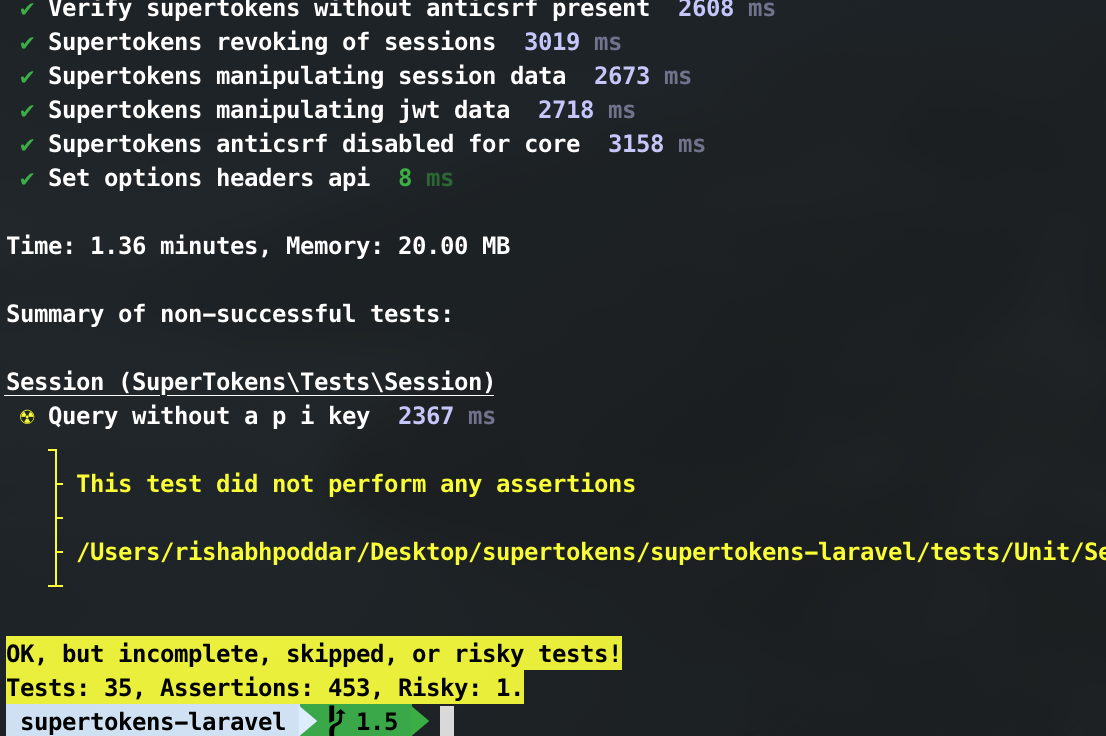 ✔ Verify supertokens without anticsrf present 2608 ms
✔ Supertokens revoking of sessions 3019 ms
✔ Supertokens manipulating session data 2673 ms
✔ Supertokens manipulating jwt data 2718 ms
✔ Supertokens anticsrf disabled for core 3158 ms
✔ Set options headers api 8 ms
Time: 1.36 minutes, Memory: 20.00 MB
Summary of non-successful tests:
Session (SuperTokens\Tests\Session)
☢ Query without a p i key 2367 ms
This test did not perform any assertions
/Users/rishabhpoddar/Desktop/supertokens/supertokens-laravel/tests/Unit/Se
OK, but incomplete, skipped, or risky tests!
Tests: 35, Assertions: 453, Risky: 1.
supertokens-laravel 1.5